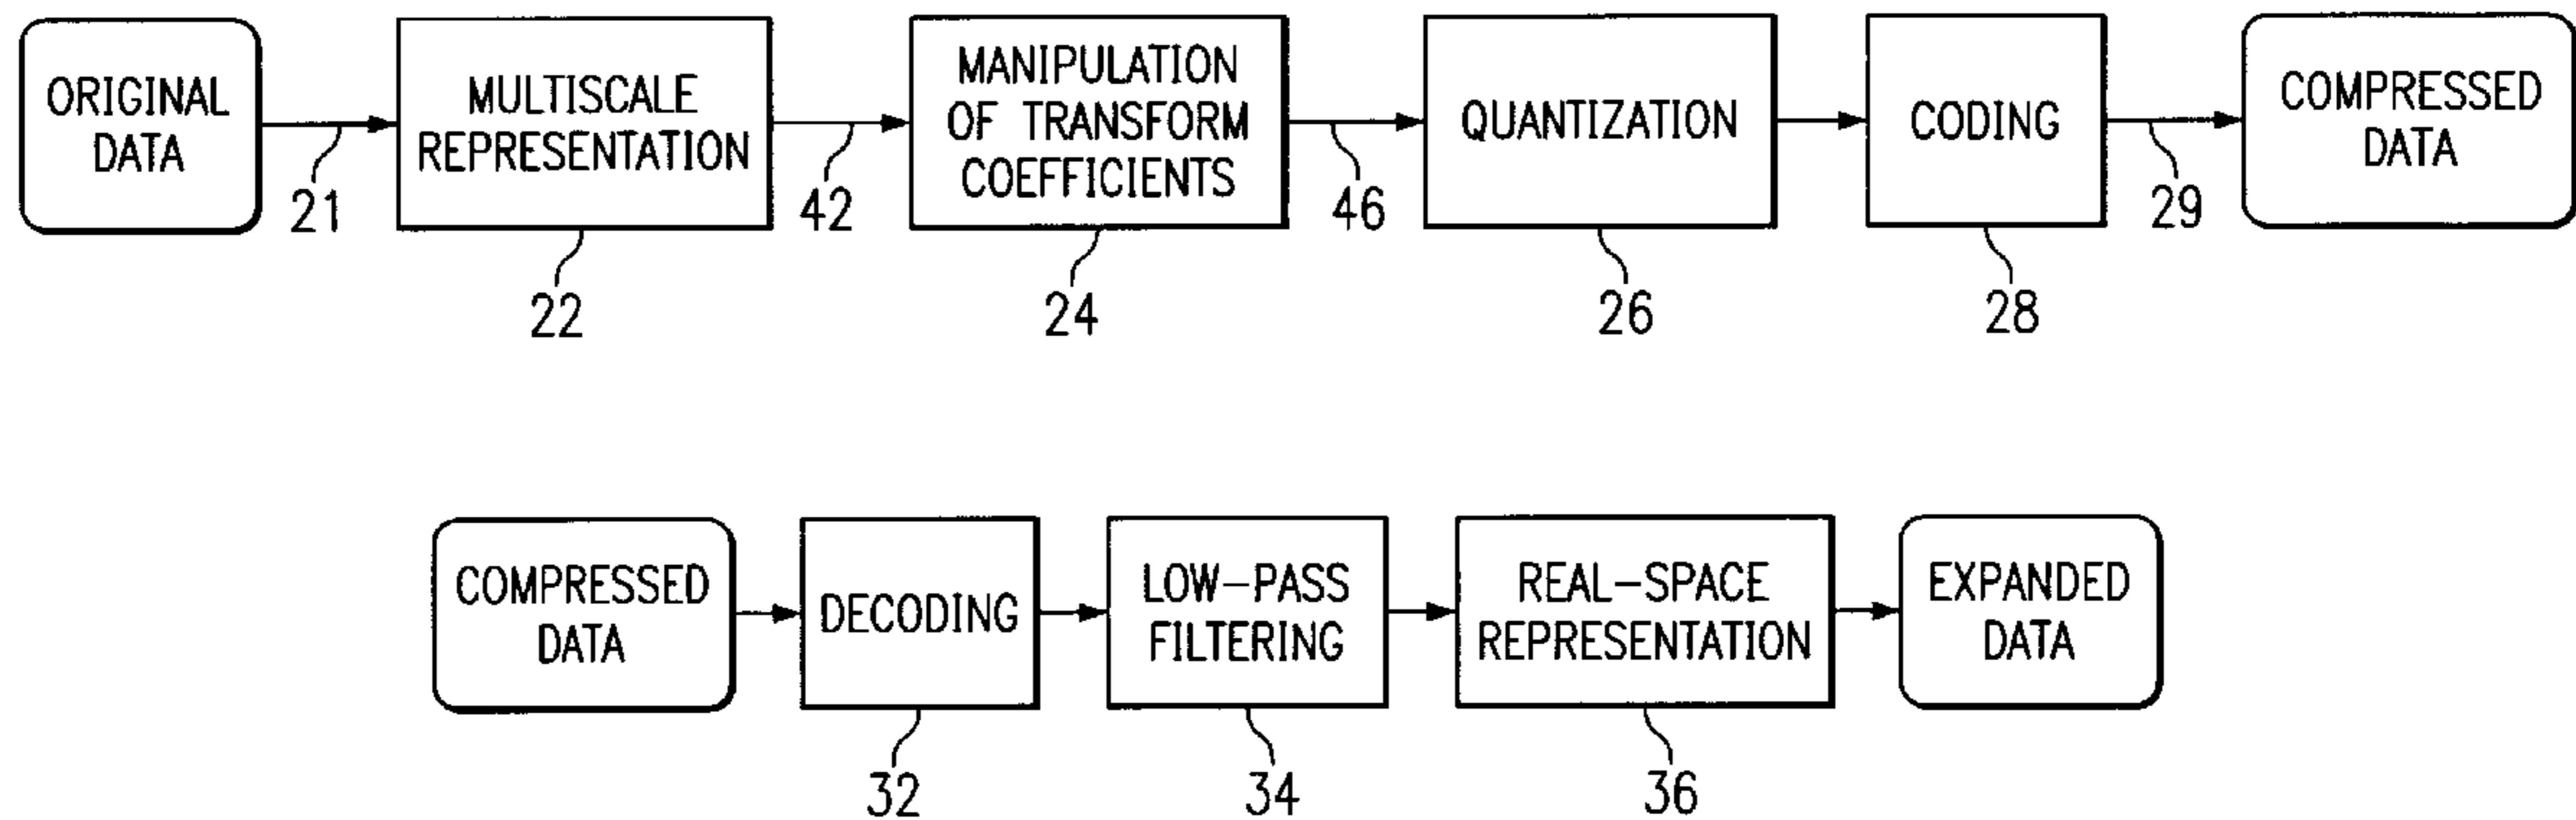 ORIGINAL
DATA
21
MULTISCALE
REPRESENTATION
22
42
MANIPULATION
OF TRANSFORM
COEFFICIENTS
24
46
QUANTIZATION
26
CODING
28
29
COMPRESSED
DATA
COMPRESSED
DATA
DECODING
32
LOW-PASS
FILTERING
34
REAL-SPACE
REPRESENTATION
36
EXPANDED
DATA